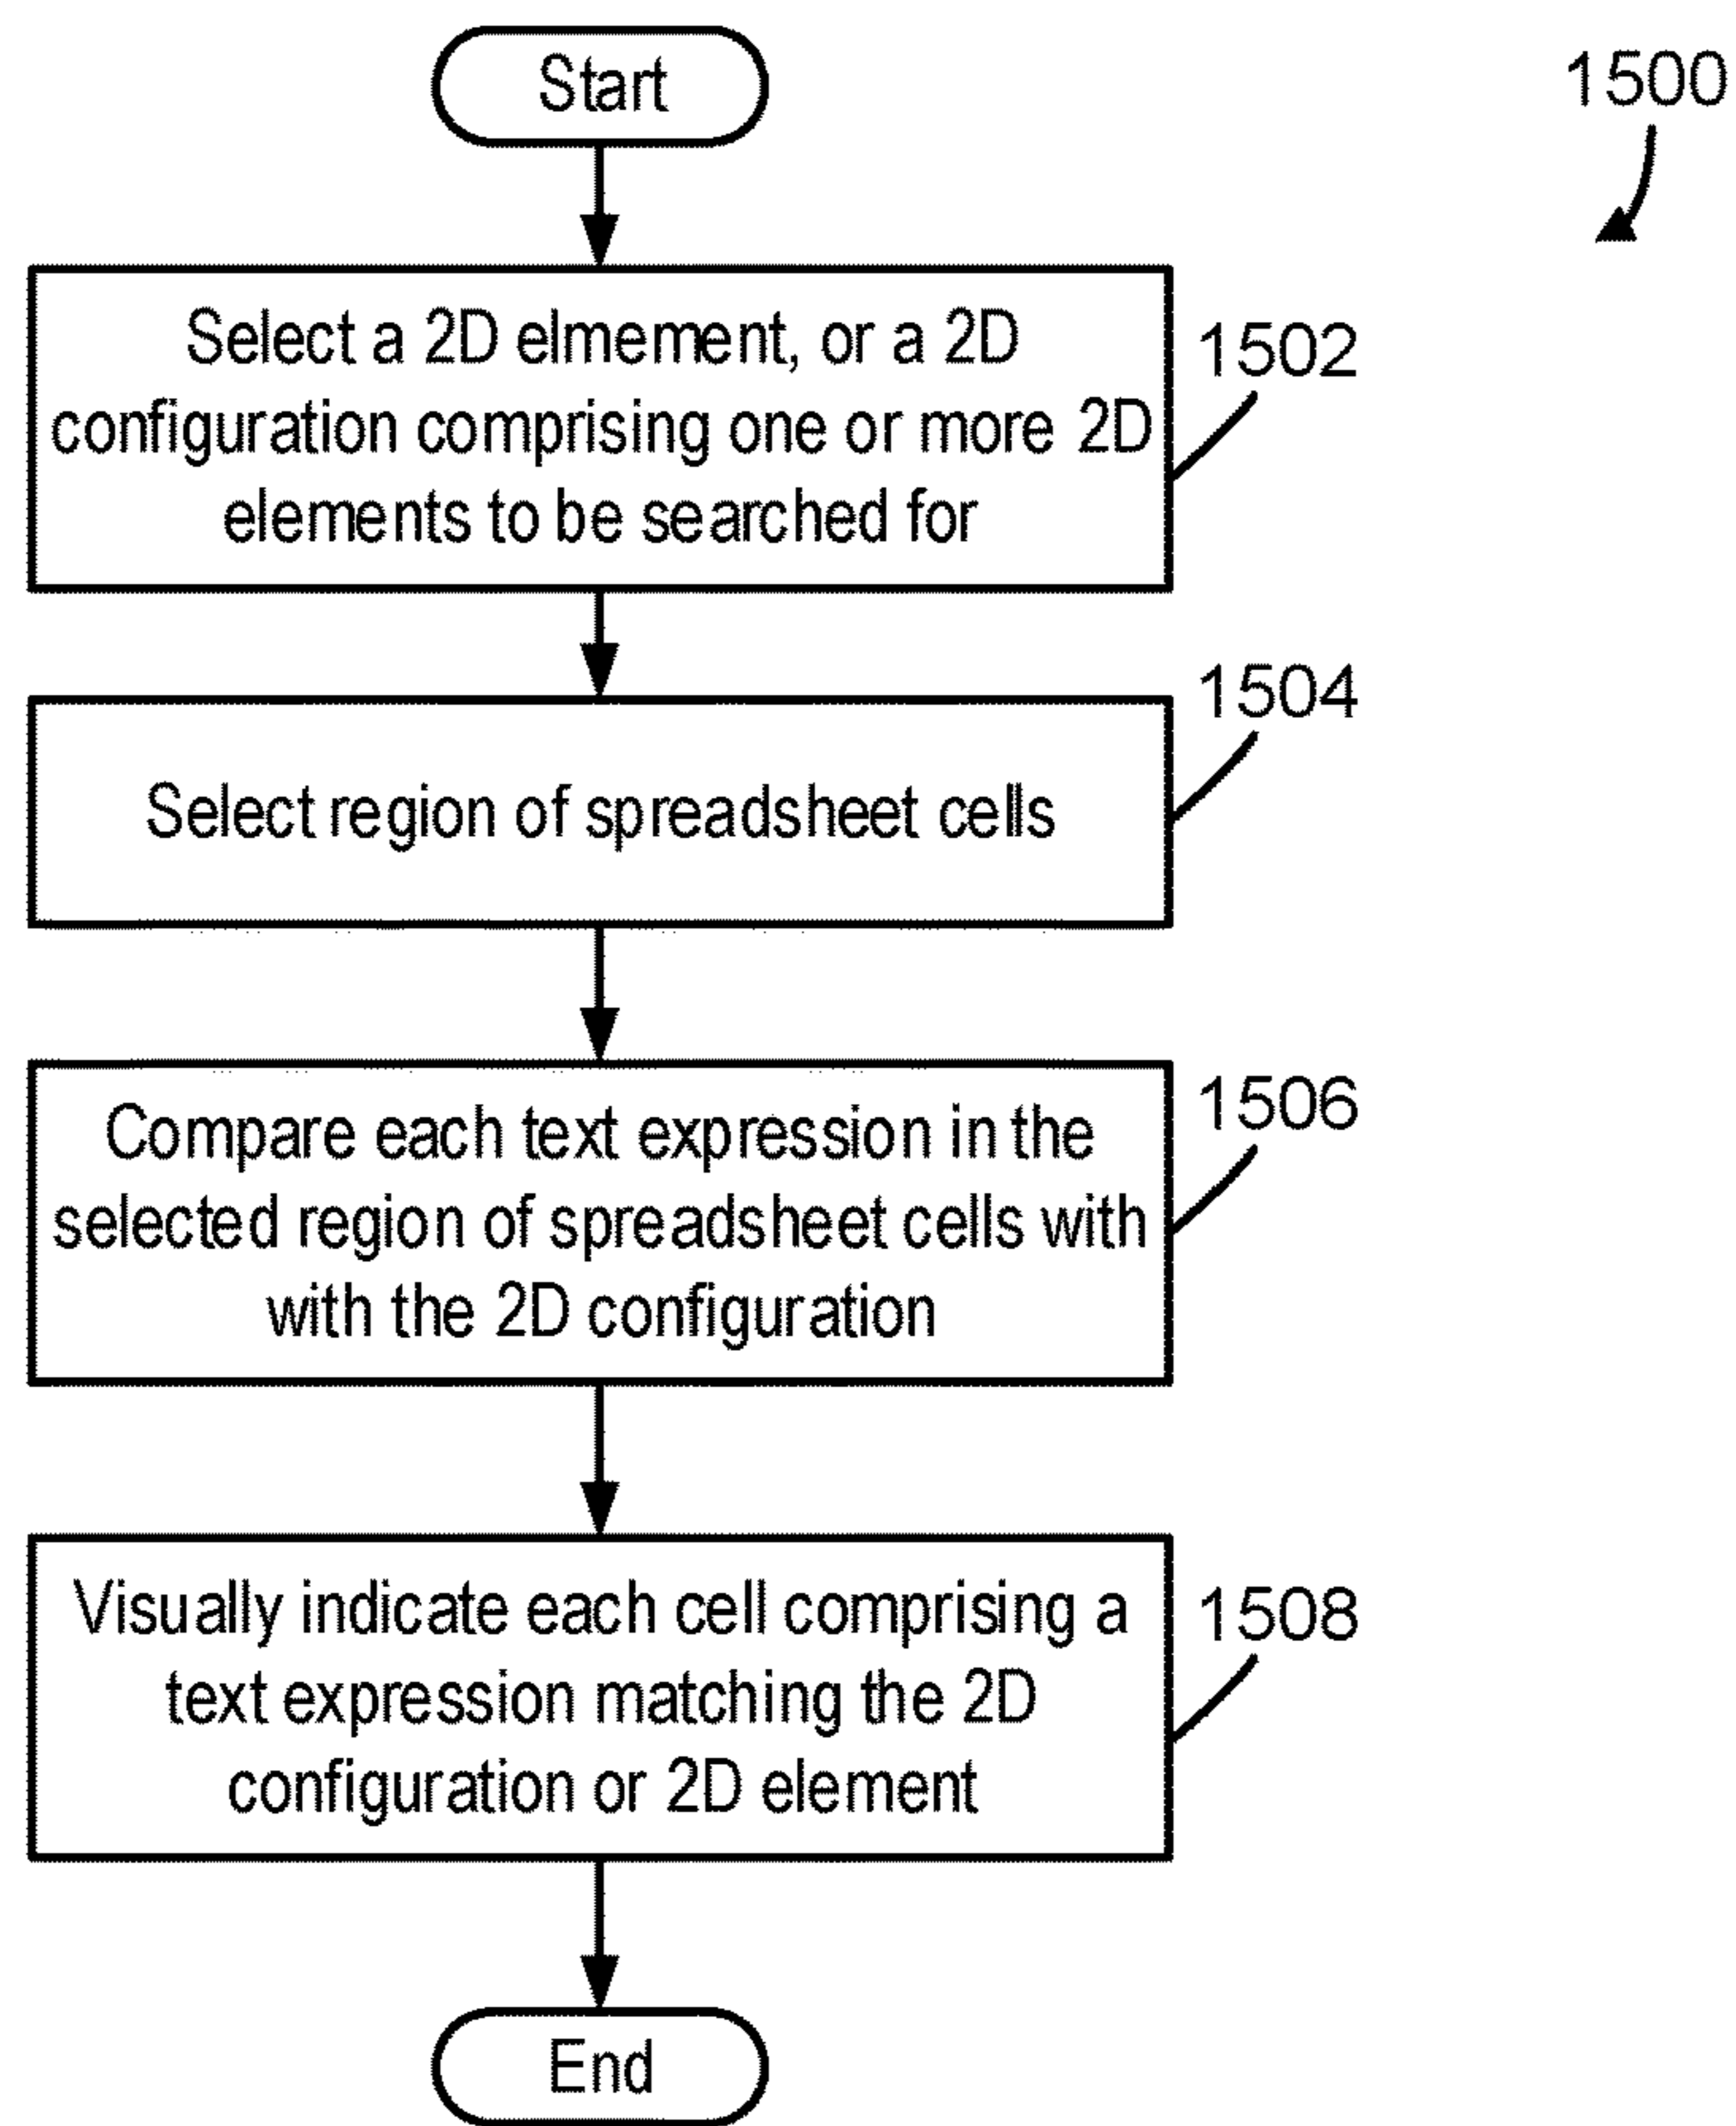 Start
1500
Select a 2D elmement, or a 2D
configuration comprising one or more 2D
elements to be searched for
1502
Select region of spreadsheet cells
1504
Compare each text expression in the
selected region of spreadsheet cells with
with the 2D configuration
1506
Visually indicate each cell comprising a
text expression matching the 2D
configuration or 2D element
1508
End